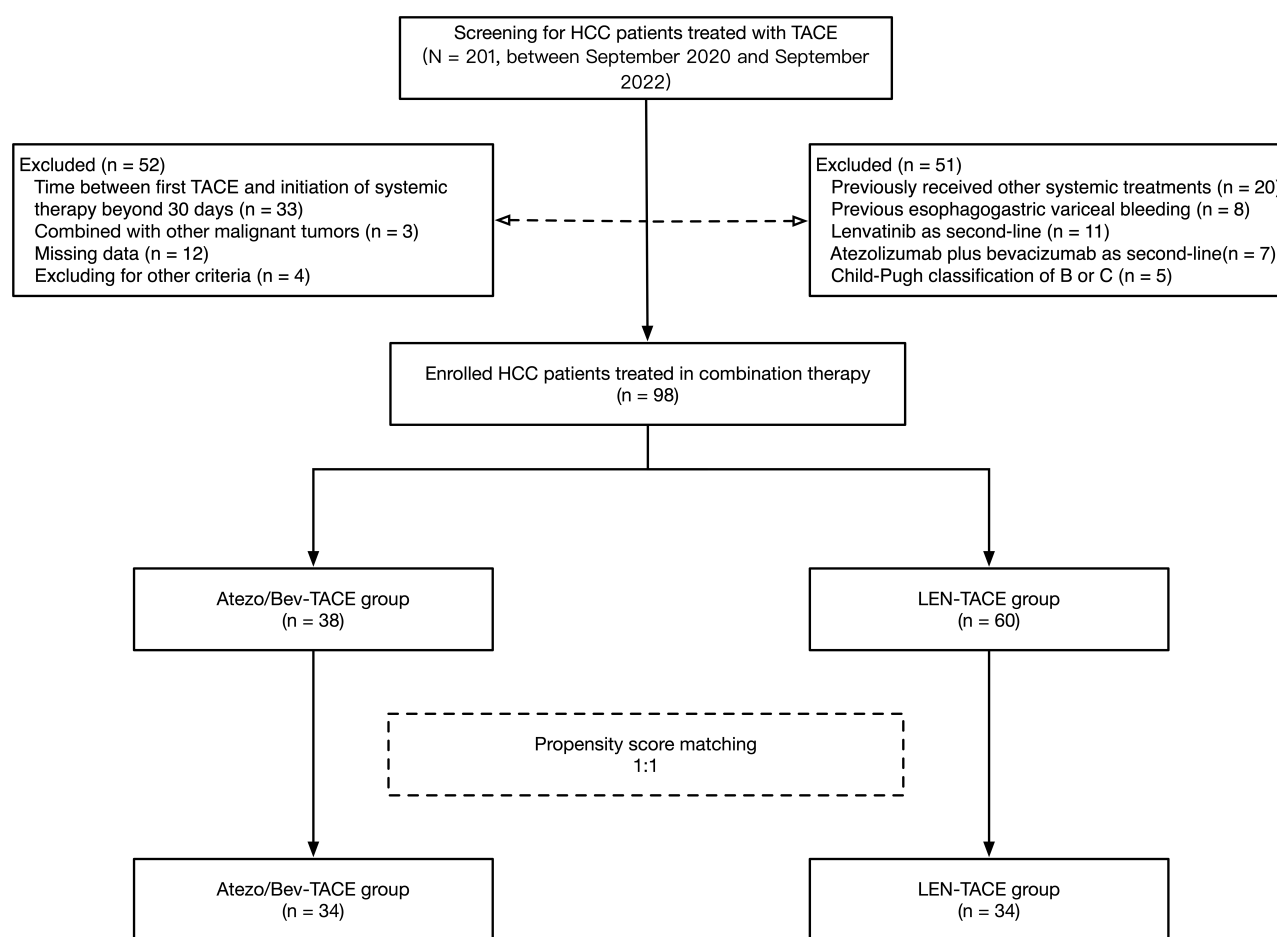 Screening for HCC patients treated with TACE
(N = 201, between September 2020 and September
2022)
Excluded (n = 52)
Time between first TACE and initiation of systemic
therapy beyond 30 days (n = 33)
Combined with other malignant tumors (n = 3)
Missing data (n = 12)
Excluding for other criteria (n = 4)
Excluded (n = 51)
Previously received other systemic treatments (n = 20)
Previous esophagogastric variceal bleeding (n = 8)
Lenvatinib as second-line (n = 11)
Atezolizumab plus bevacizumab as second-line(n = 7)
Child-Pugh classification of B or C (n = 5)
Enrolled HCC patients treated in combination therapy
(n = 98)
Atezo/Bev-TACE group
(n = 38)
LEN-TACE group
(n = 60)
Propensity score matching
1:1
Atezo/Bev-TACE group
(n = 34)
LEN-TACE group
(n = 34)